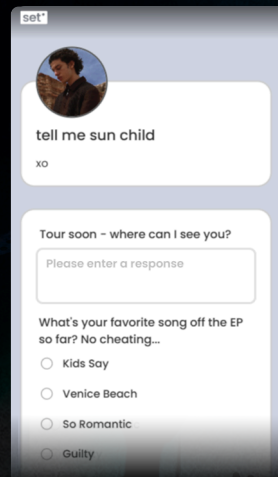 set*
tell me sun child
xo
Tour soon - where can I see you?
Please enter a response
What's your favorite song off the EP
so far? No cheating...
Kids Say
Venice Beach
So Romantic
Guilty